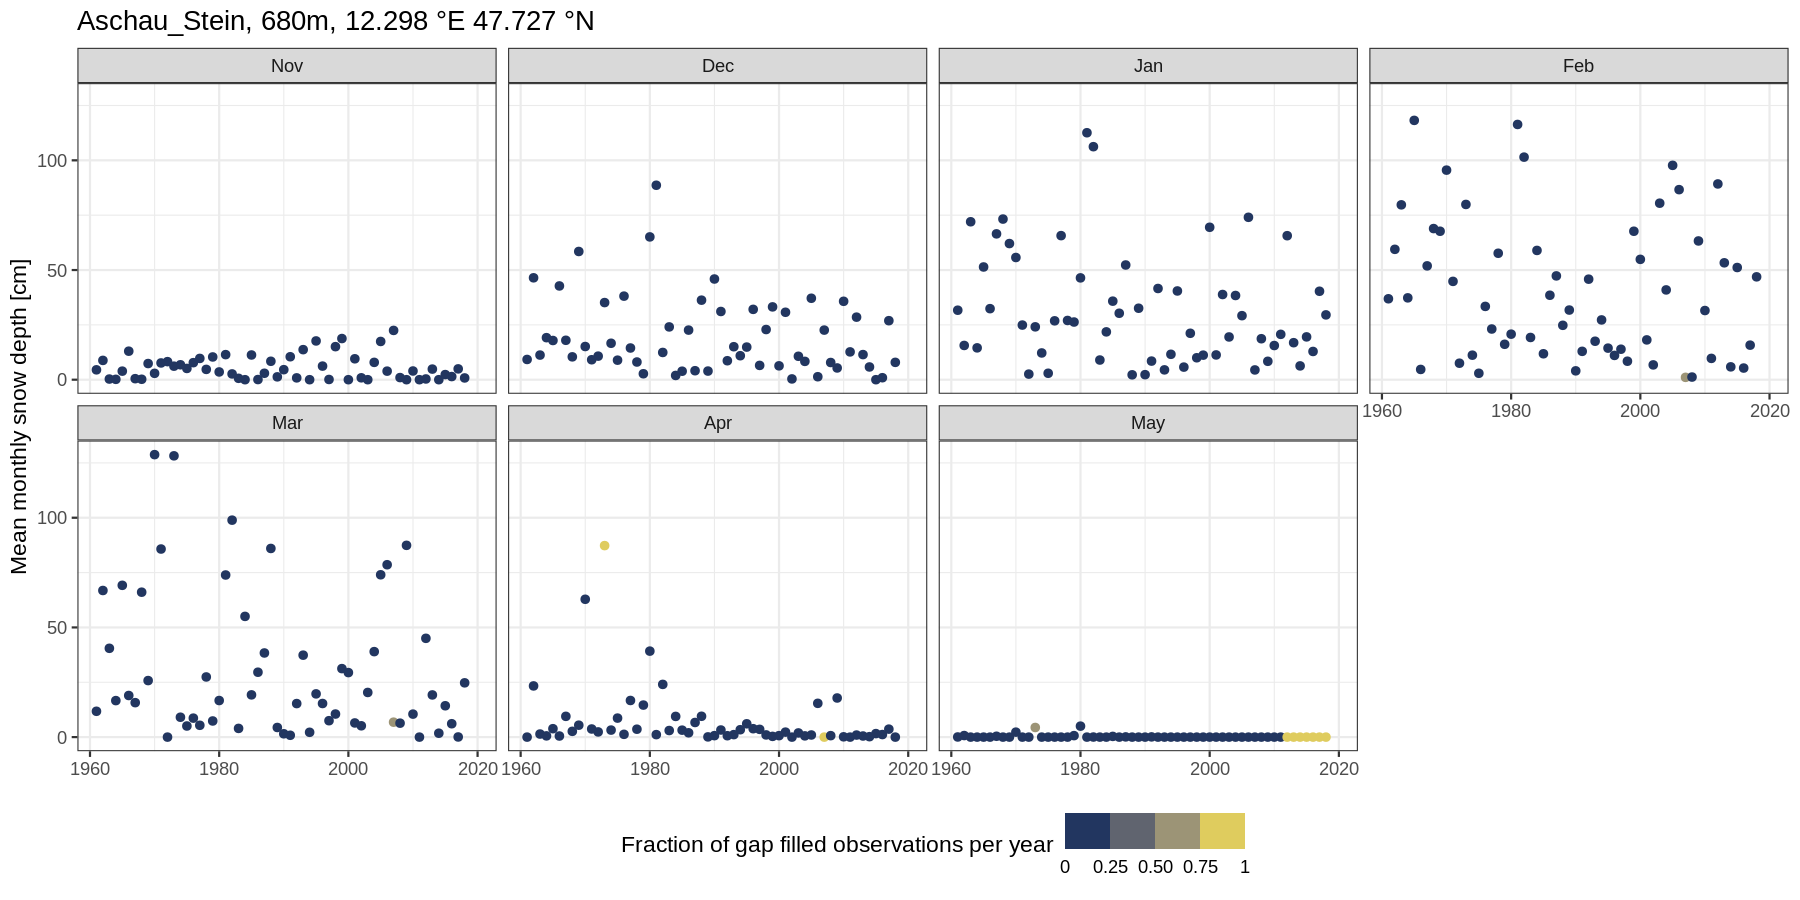 Aschau_Stein, 680m, 12.298 °E 47.727 °N
Nov Dec Jan Feb
Mean monthly snow depth [cm]
100
50
0
1960 1980 2000 2020
Mar Apr May
100
50
0
1960 1980 2000 2020 1960 1980 2000 2020 1960 1980 2000 2020
Fraction of gap filled observations per year
0 0.25 0.50 0.75 1